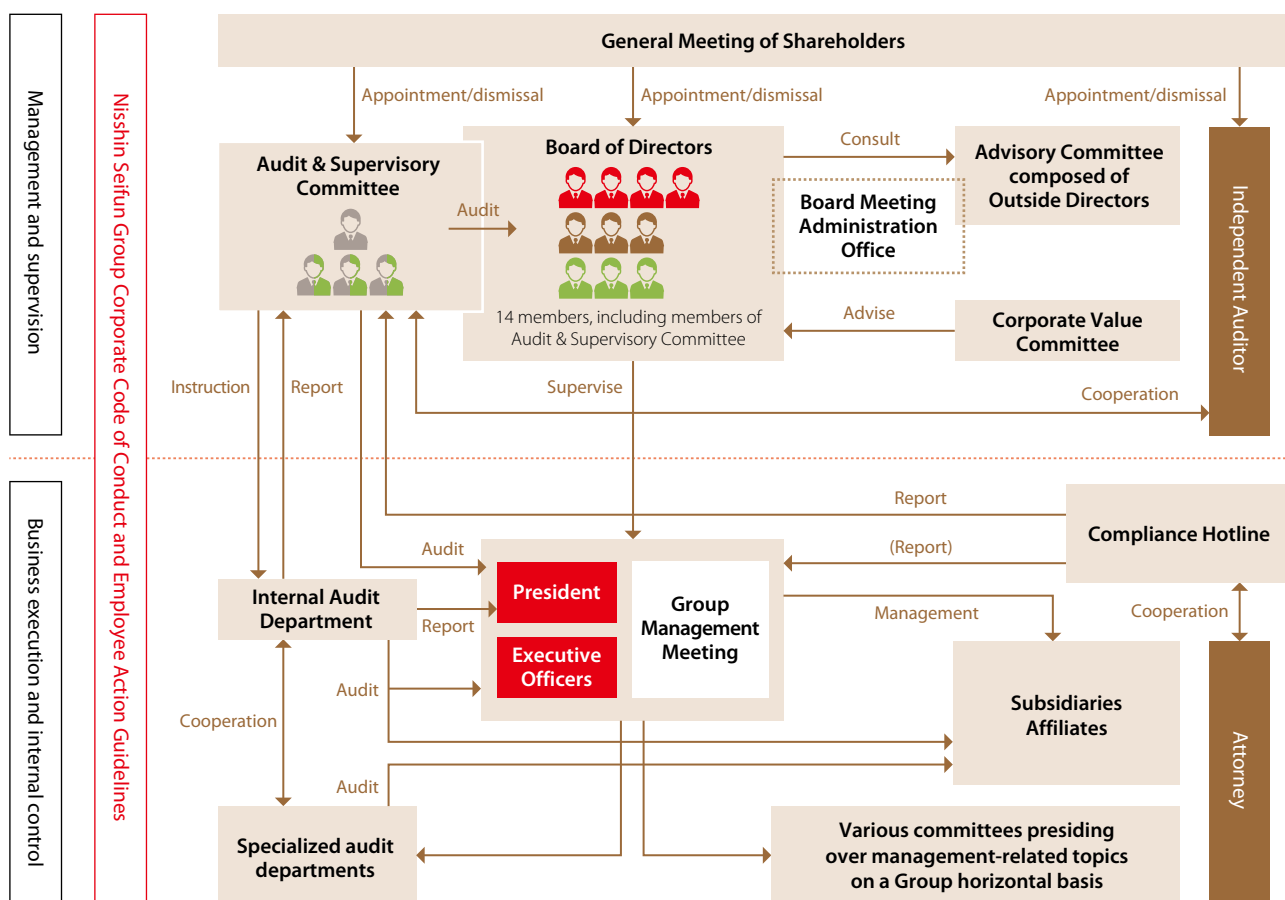 General Meeting of Shareholders
Management and supervision
Nisshin Seifun Group Corporate Code of Conduct and Employee Action Guidelines
Appointment/dismissal
Appointment/dismissal
Appointment/dismissal
Audit & Supervisory
Committee
Audit
Board of Directors
14 members, including members of
Audit & Supervisory Committee
Consult
Advisory Committee
composed of
Outside Directors
Board Meeting
Administration
Office
Independent Auditor
Advise
Corporate Value
Committee
Instruction
Report
Supervise
Cooperation
Business execution and internal control
Report
Compliance Hotline
(Report)
Audit
Internal Audit
Department
Report
President
Executive
Officers
Group
Management
Meeting
Management
Cooperation
Audit
Subsidiaries
Affiliates
Attorney
Cooperation
Audit
Specialized audit
departments
Various committees presiding
over management-related topics
on a Group horizontal basis